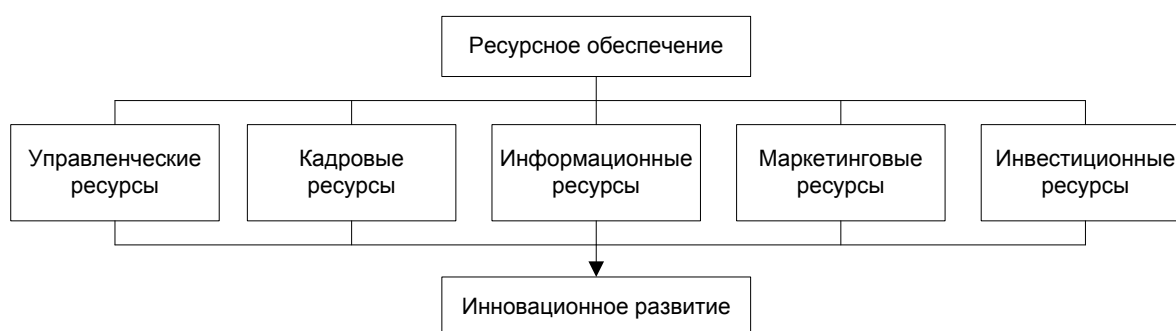 Ресурсное обеспечение
Управленческие
ресурсы
Кадровые
ресурсы
Информационные
ресурсы
Маркетинговые
ресурсы
Инвестиционные
ресурсы
Инновационное развитие